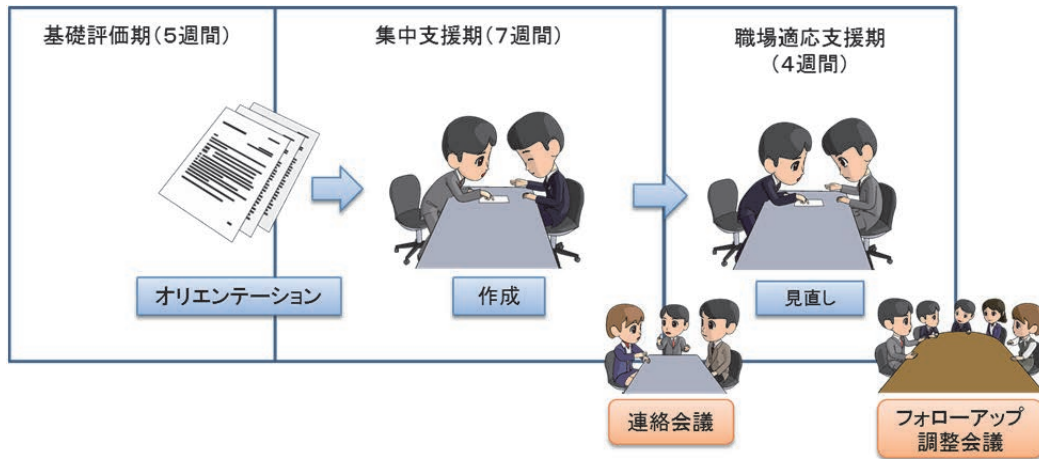 基礎評価期（5週間）
集中支援期（7週間）
職場適応支援期
（4週間）
オリエンテーション
作成
見直し
連絡会議
フォローアップ
調整会議